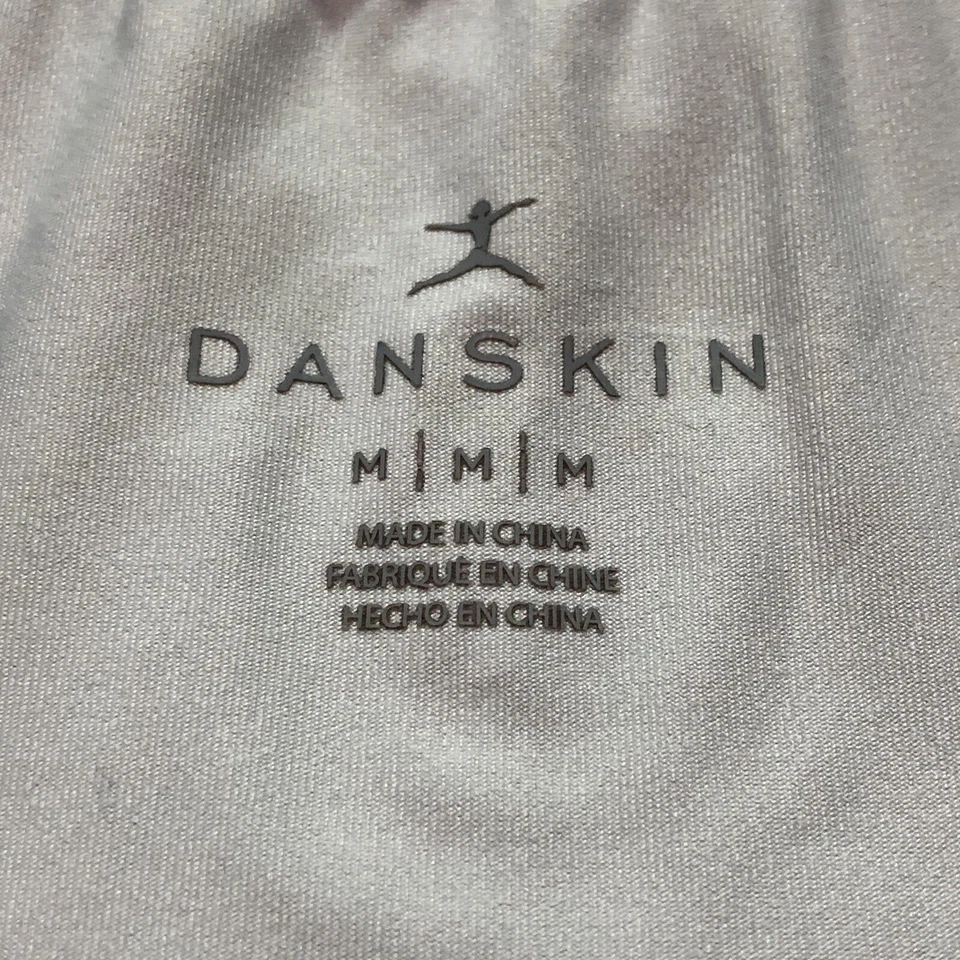 DANSKIN
M|M|M
MADE IN CHINA
FABRIQUÉ EN CHINE
HECHO EN CHINA